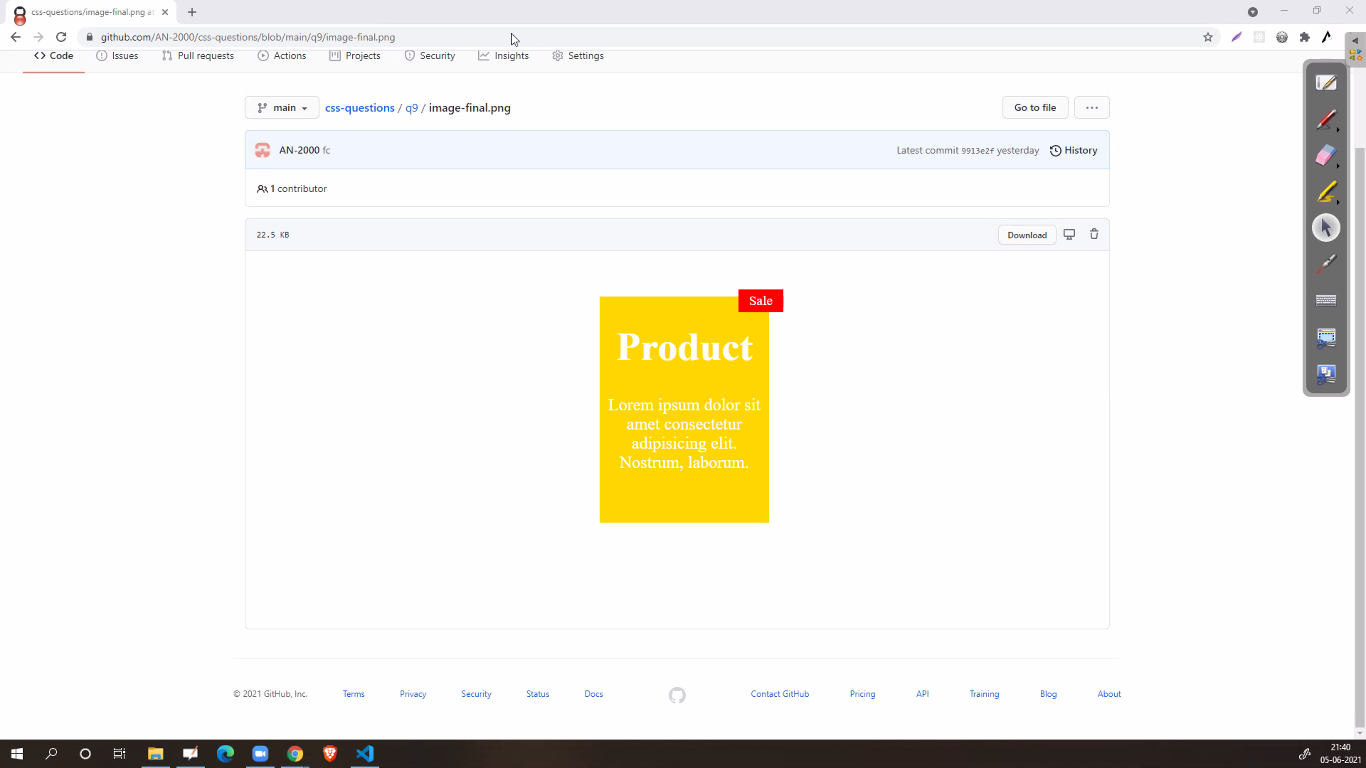 css-questions/image-final.png a
github.com/AN-2000/css-questions/blob/main/q9/image-final.png
Code Issues Pull requests Actions Projects Security Insights Settings
main css-questions / q9 / image-final.png Go to file
AN-2000 fc Latest commit 9913e2f yesterday History
1 contributor
22.5 KB Download
Sale
Product
Lorem ipsum dolor sit
amet consectetur
adipisicing elit.
Nostrum, laborum.
© 2021 GitHub, Inc. Terms Privacy Security Status Docs Contact GitHub Pricing API Training Blog About
21:40
05-06-2021